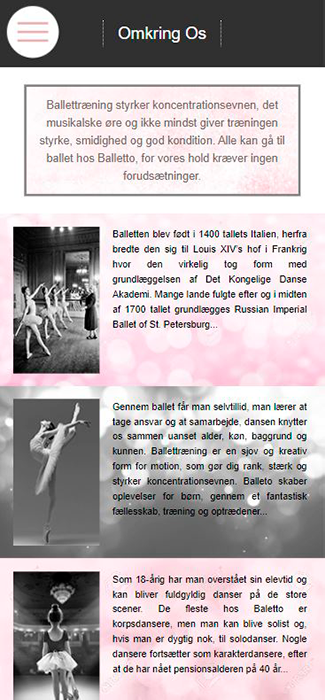 Omkring Os
Ballettræning styrker koncentrationsevnen, det
musikalske øre og ikke mindst giver træningen
styrke, smidighed og god kondition. Alle kan gå til
ballet hos Balletto, for vores hold kræver ingen
forudsætninger.
Balletten blev født i 1400 tallets Italien, herfra
bredte den sig til Louis XIV's hof i Frankrig
hvor den virkelig tog form med
grundlæggelsen af Det Kongelige Danse
Akademi. Mange lande fulgte efter og i midten
af 1700 tallet grundlægges Russian Imperial
Ballet of St. Petersburg...
Gennem ballet får man selvtillid, man lærer at
tage ansvar og at samarbejde, dansen knytter
os sammen uanset alder, køn, baggrund og
kunnen. Ballettræning er en sjov og kreativ
form for motion, som gør dig rank, stærk og
styrker koncentrationsevnen. Balleto skaber
oplevelser for børn, gennem et fantastisk
fællesskab, træning og optrædener...
Som 18-årig har man overstået sin elevtid og
kan bliver fuldgyldig danser på de store
scener. De fleste hos Baletto er
korpsdansere, men man kan blive solist og,
hvis man er dygtig nok, til solodanser. Nogle
dansere fortsætter som karakterdansere, efter
at de har nået pensionsalderen på 40 år...